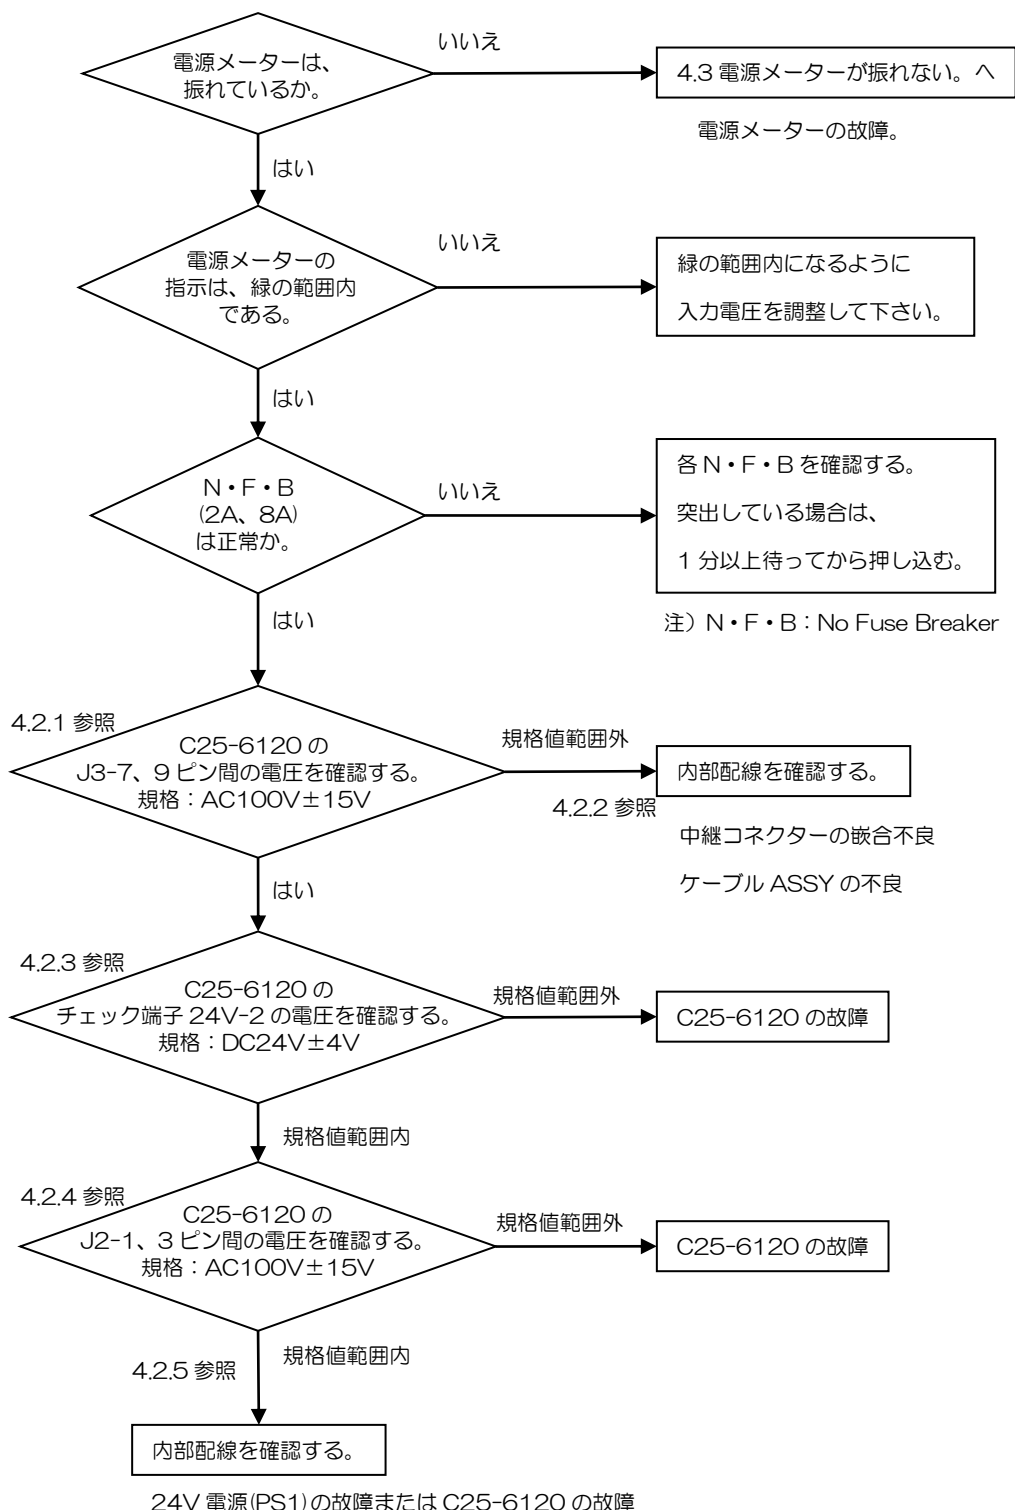 電源メーターは、
振れているか。
いいえ
4.3 電源メーターが振れない。へ
電源メーターの故障。
はい
電源メーターの
指示は、緑の範囲内
である。
いいえ
緑の範囲内になるように
入力電圧を調整して下さい。
はい
N・F・B
(2A、8A)
は正常か。
いいえ
各 N・F・B を確認する。
突出している場合は、
1 分以上待ってから押し込む。
注）N・F・B：No Fuse Breaker
はい
4.2.1 参照
C25-6120 の
J3-7、9 ピン間の電圧を確認する。
規格：AC100V±15V
規格値範囲外
4.2.2 参照
内部配線を確認する。
中継コネクターの嵌合不良
ケーブル ASSY の不良
はい
4.2.3 参照
C25-6120 の
チェック端子 24V-2 の電圧を確認する。
規格：DC24V±4V
規格値範囲外
C25-6120 の故障
規格値範囲内
4.2.4 参照
C25-6120 の
J2-1、3 ピン間の電圧を確認する。
規格：AC100V±15V
規格値範囲外
C25-6120 の故障
規格値範囲内
4.2.5 参照
内部配線を確認する。
24V 電源(PS1)の故障または C25-6120 の故障